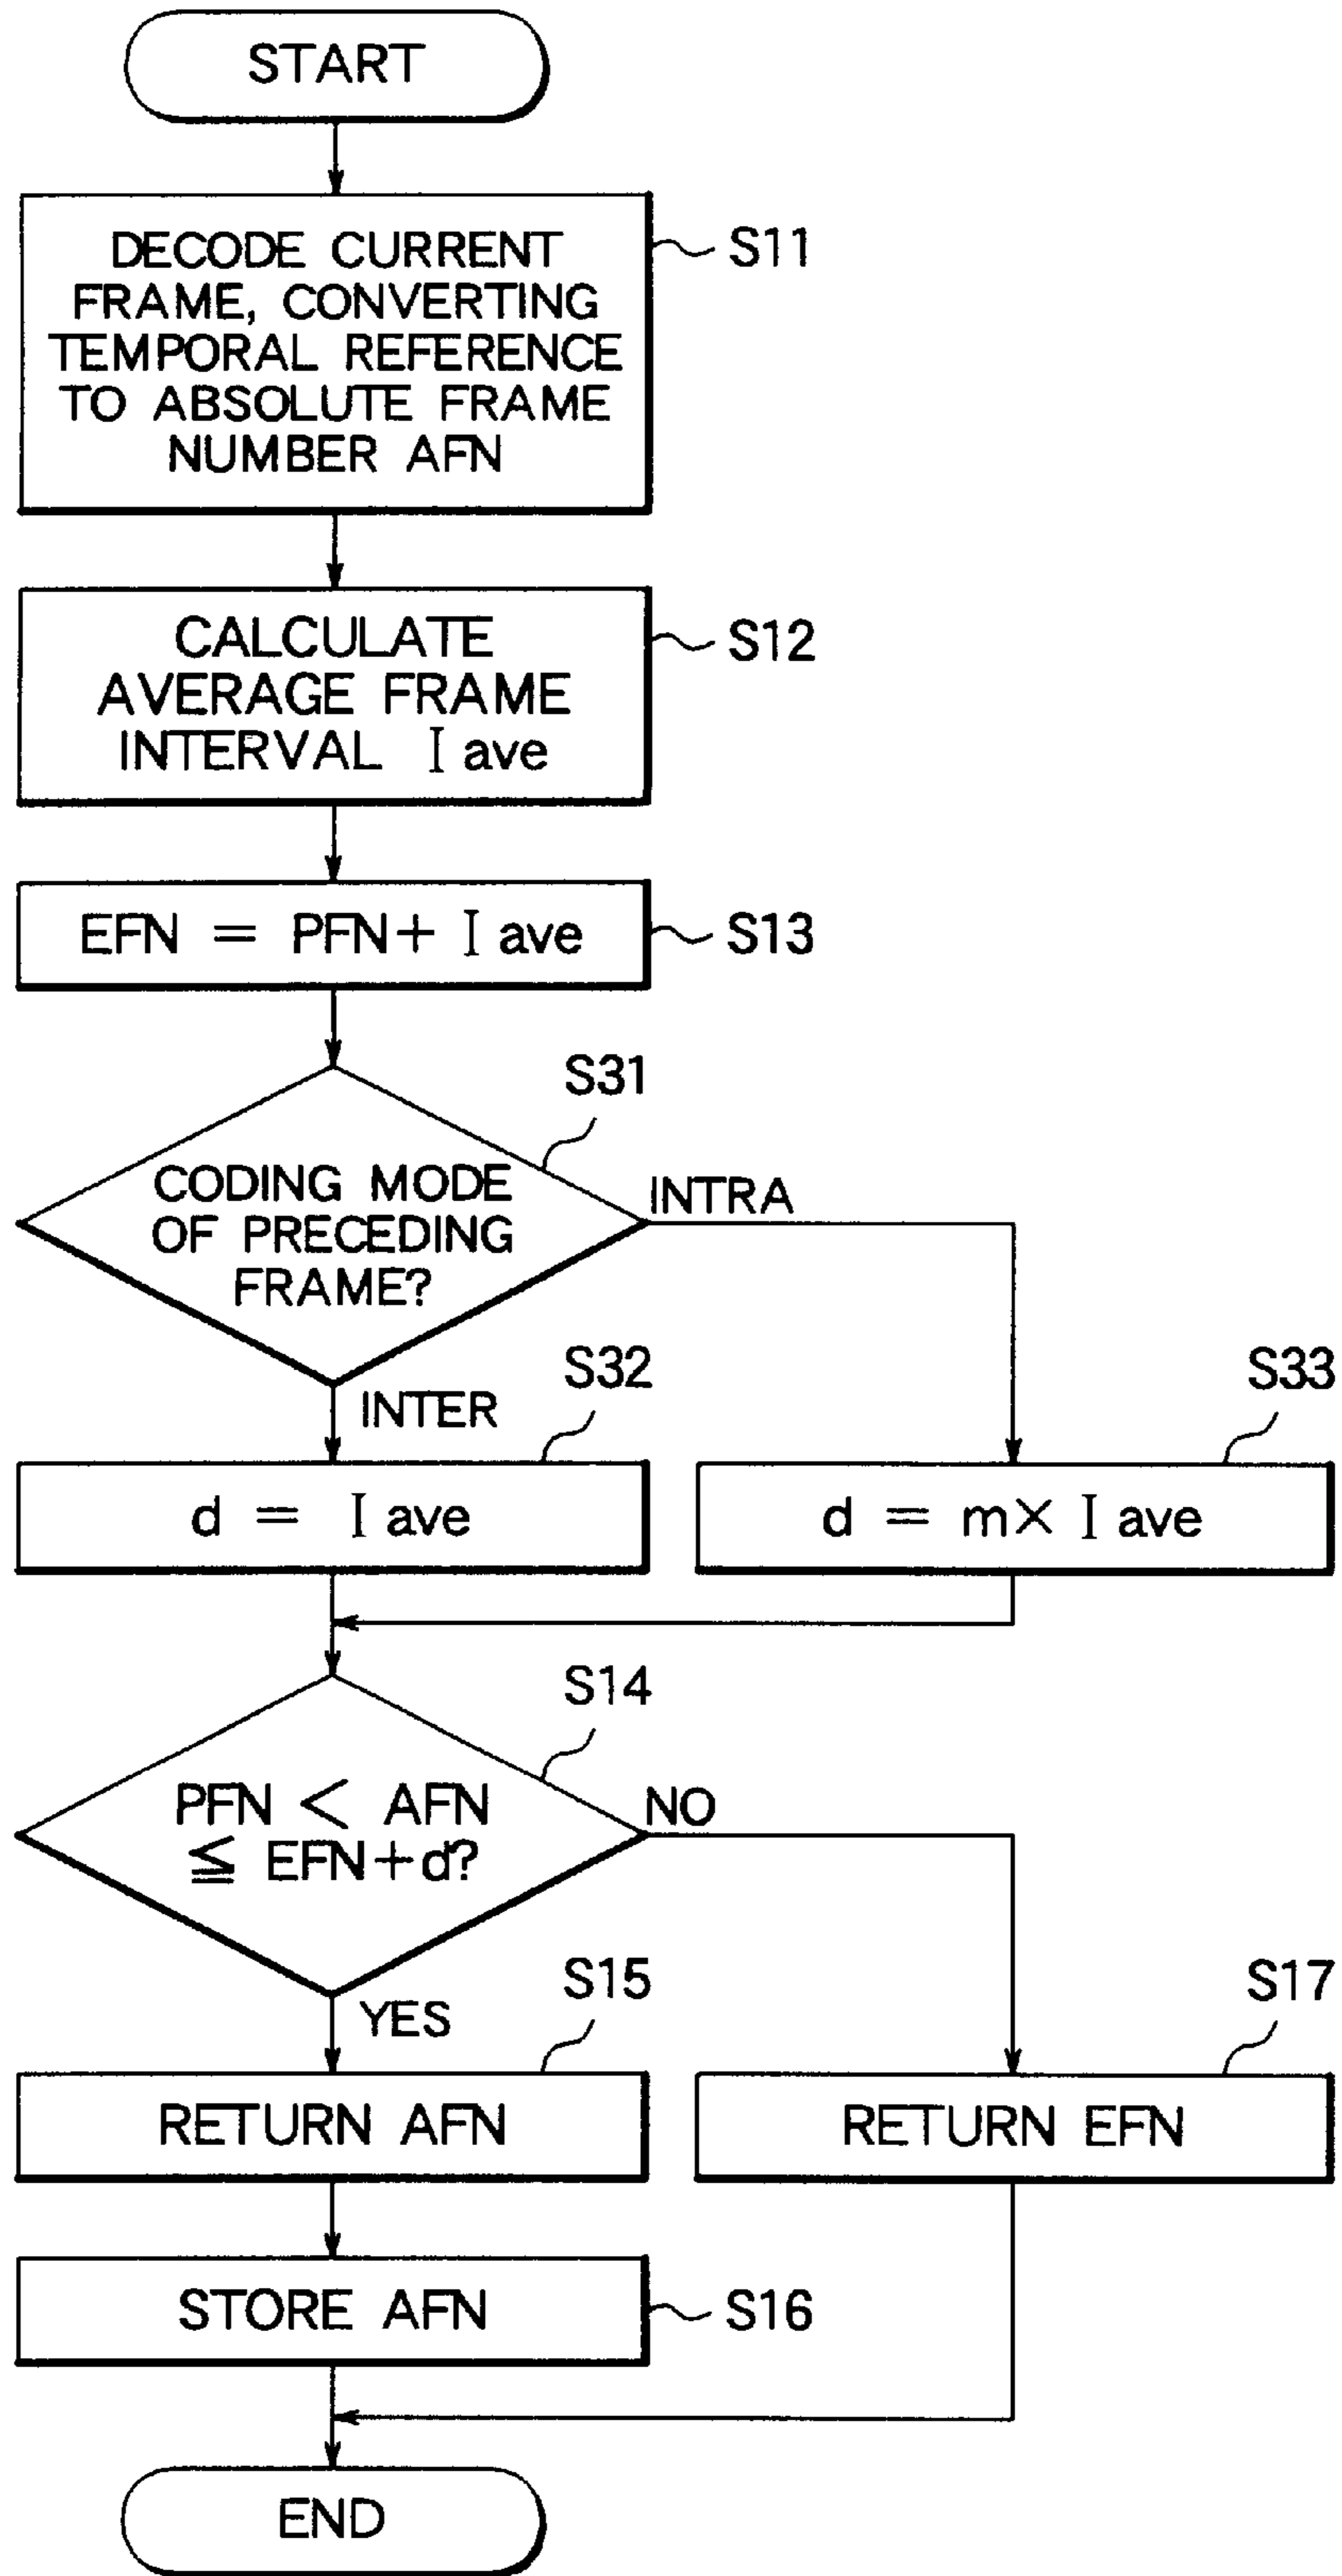 START
DECODE CURRENT
FRAME, CONVERTING
TEMPORAL REFERENCE
TO ABSOLUTE FRAME
NUMBER AFN
S11
CALCULATE
AVERAGE FRAME
INTERVAL I ave
S12
EFN = PFN+ I ave
S13
S31
CODING MODE
OF PRECEDING
FRAME?
INTRA
INTER
S32
d = I ave
S33
d = m× I ave
S14
PFN < AFN
≦ EFN+d?
NO
YES
S15
RETURN AFN
S17
RETURN EFN
STORE AFN
S16
END